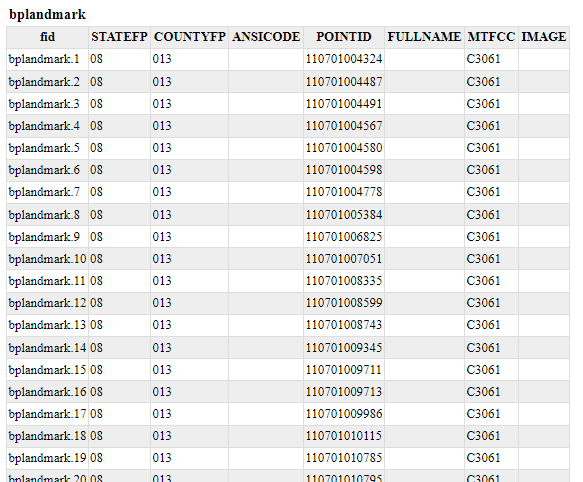 bplandmark
fid STATEFP COUNTYFP ANSICODE POINTID FULLNAME MTFCC IMAGE
bplandmark.1 08 013 110701004324 C3061
bplandmark.2 08 013 110701004487 C3061
bplandmark.3 08 013 110701004491 C3061
bplandmark.4 08 013 110701004567 C3061
bplandmark.5 08 013 110701004580 C3061
bplandmark.6 08 013 110701004598 C3061
bplandmark.7 08 013 110701004778 C3061
bplandmark.8 08 013 110701005384 C3061
bplandmark.9 08 013 110701006825 C3061
bplandmark.10 08 013 110701007051 C3061
bplandmark.11 08 013 110701008335 C3061
bplandmark.12 08 013 110701008599 C3061
bplandmark.13 08 013 110701008743 C3061
bplandmark.14 08 013 110701009345 C3061
bplandmark.15 08 013 110701009711 C3061
bplandmark.16 08 013 110701009713 C3061
bplandmark.17 08 013 110701009986 C3061
bplandmark.18 08 013 110701010115 C3061
bplandmark.19 08 013 110701010785 C3061
bplandmark.20 08 013 110701010795 C3061